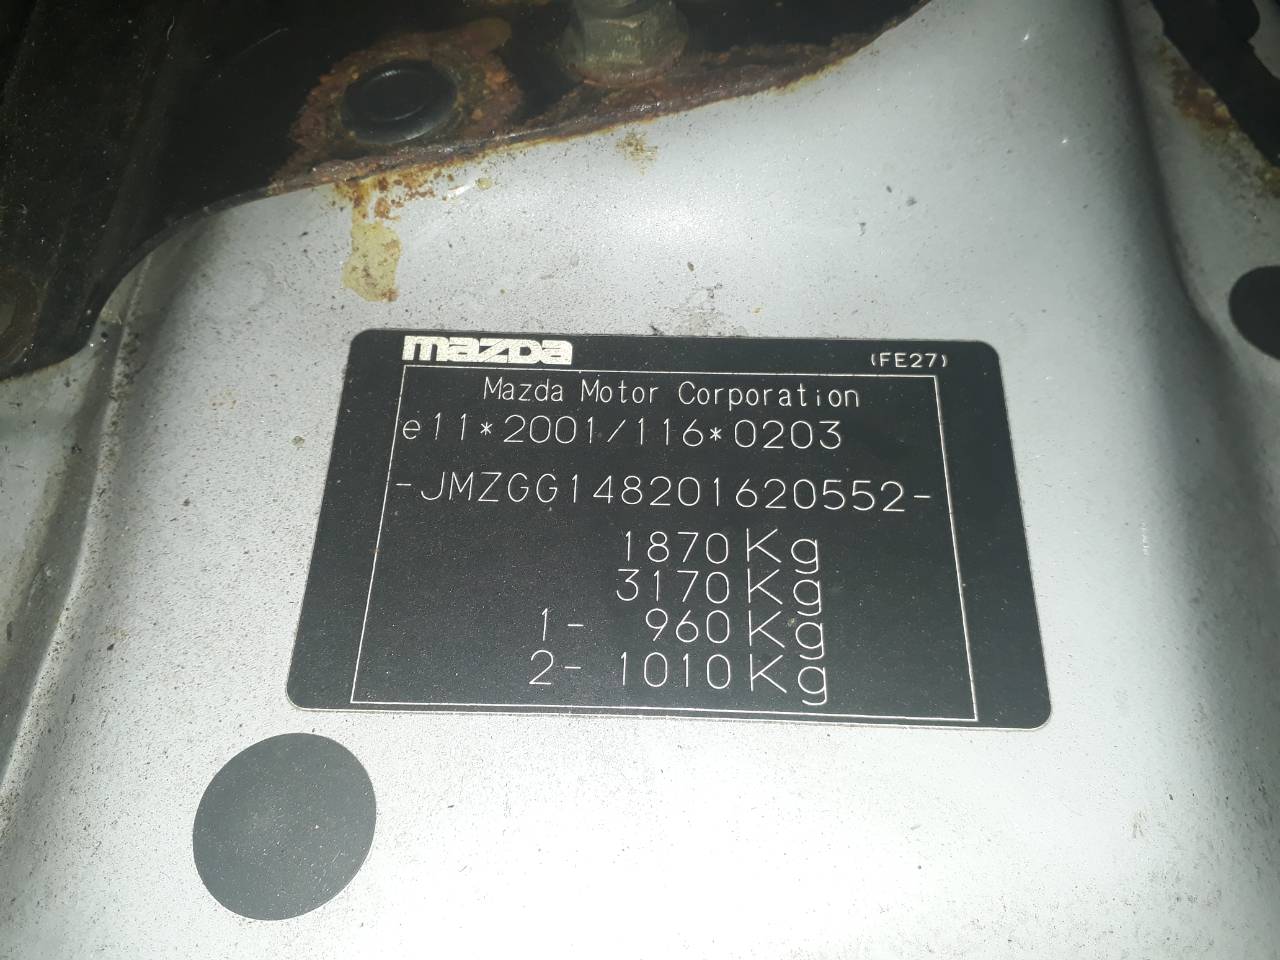 mazda (FE27)
Mazda Motor Corporation
e11*2001/116*0203
-JMZGG148201620552-
1870Kg
3170Kg
1- 960Kg
2- 1010Kg